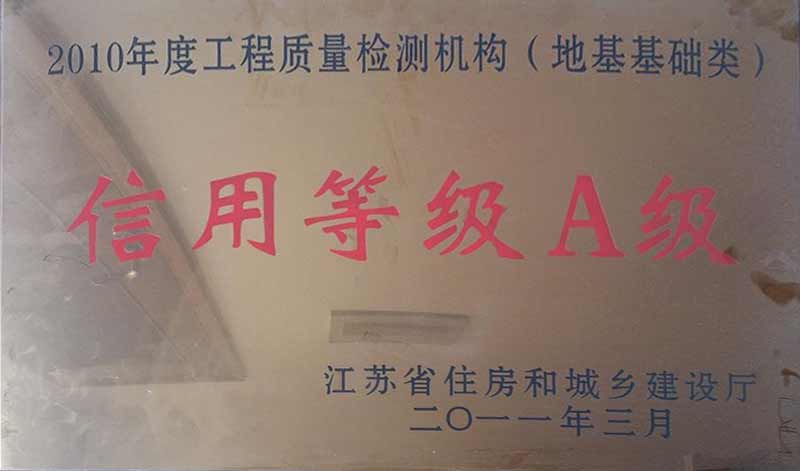 2010年度工程质量检测机构（地基基础类）
信用等级A级
江苏省住房和城乡建设厅
二〇一一年三月